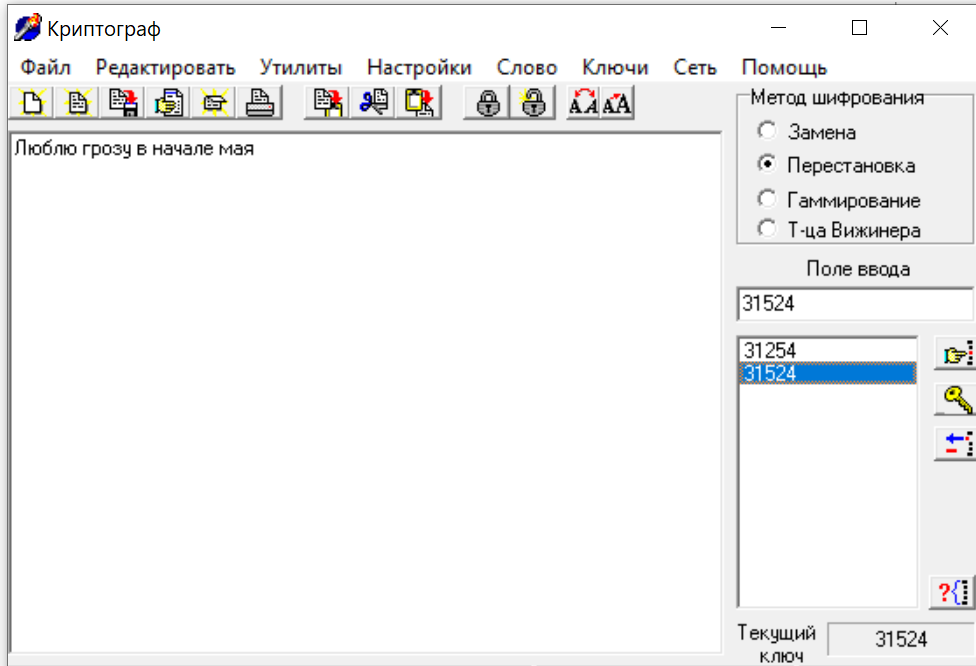 Криптограф
Файл Редактировать Утилиты Настройки Слово Ключи Сеть Помощь
Люблю грозу в начале мая
Метод шифрования
Замена
Перестановка
Гаммирование
Т-ца Вижинера
Поле ввода
31524
31254
31524
Текущий ключ
31524